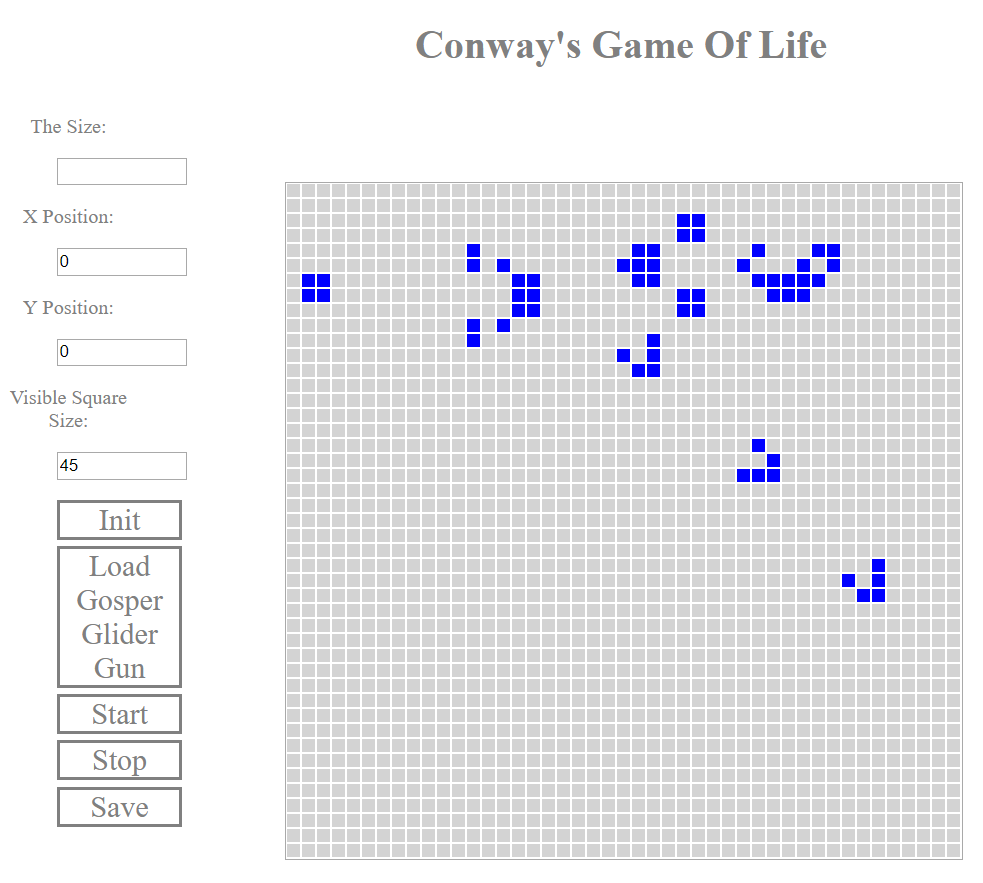 Conway's Game Of Life
The Size:
X Position:
0
Y Position:
0
Visible Square
Size:
45
Init
Load
Gosper
Glider
Gun
Start
Stop
Save